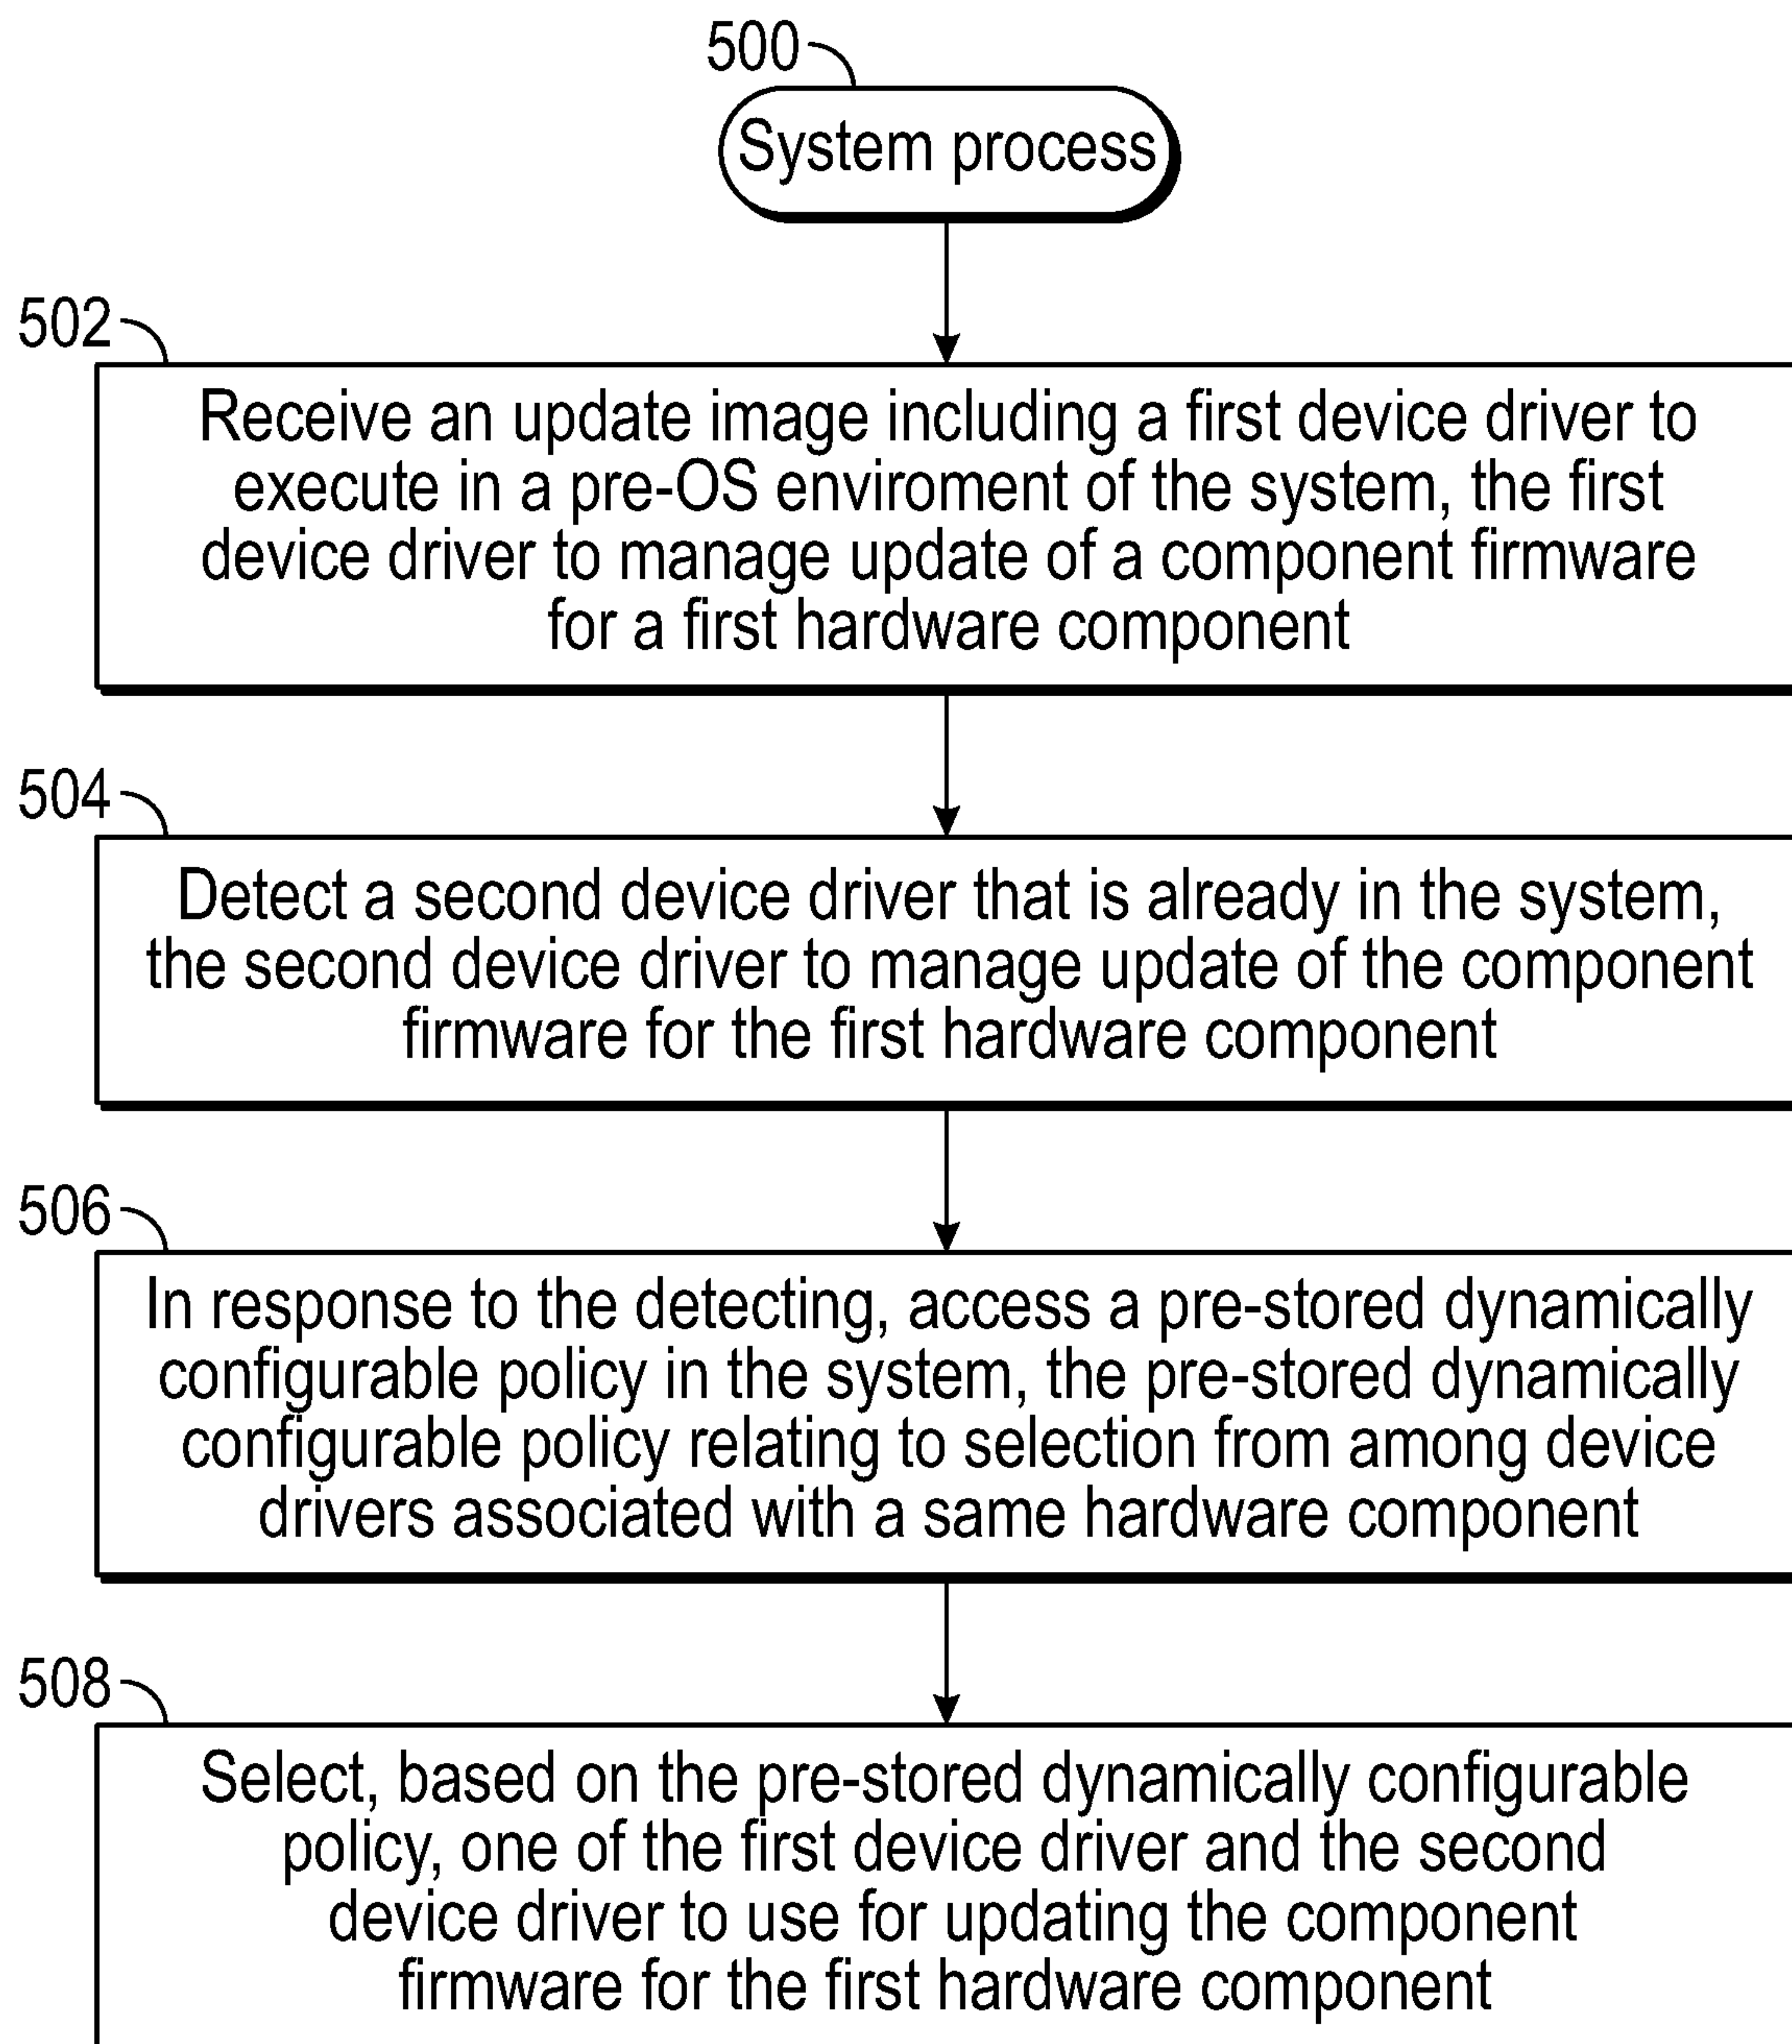 500
System process
502
Receive an update image including a first device driver to
execute in a pre-OS enviroment of the system, the first
device driver to manage update of a component firmware
for a first hardware component
504
Detect a second device driver that is already in the system,
the second device driver to manage update of the component
firmware for the first hardware component
506
In response to the detecting, access a pre-stored dynamically
configurable policy in the system, the pre-stored dynamically
configurable policy relating to selection from among device
drivers associated with a same hardware component
508
Select, based on the pre-stored dynamically configurable
policy, one of the first device driver and the second
device driver to use for updating the component
firmware for the first hardware component